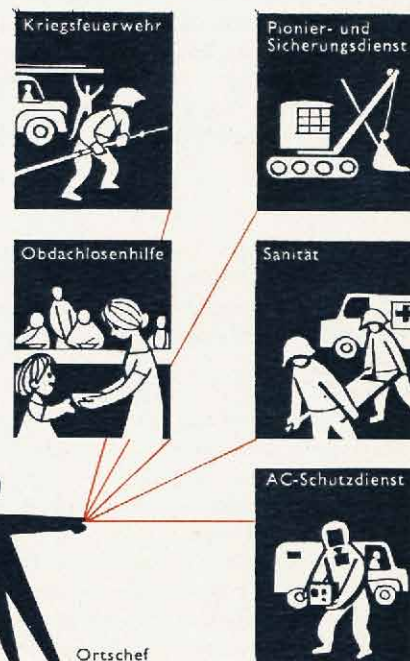 Kriegsfeuerwehr
Pionier- und
Sicherungsdienst
Obdachlosenhilfe
Sanität
AC-Schutzdienst
Ortschef